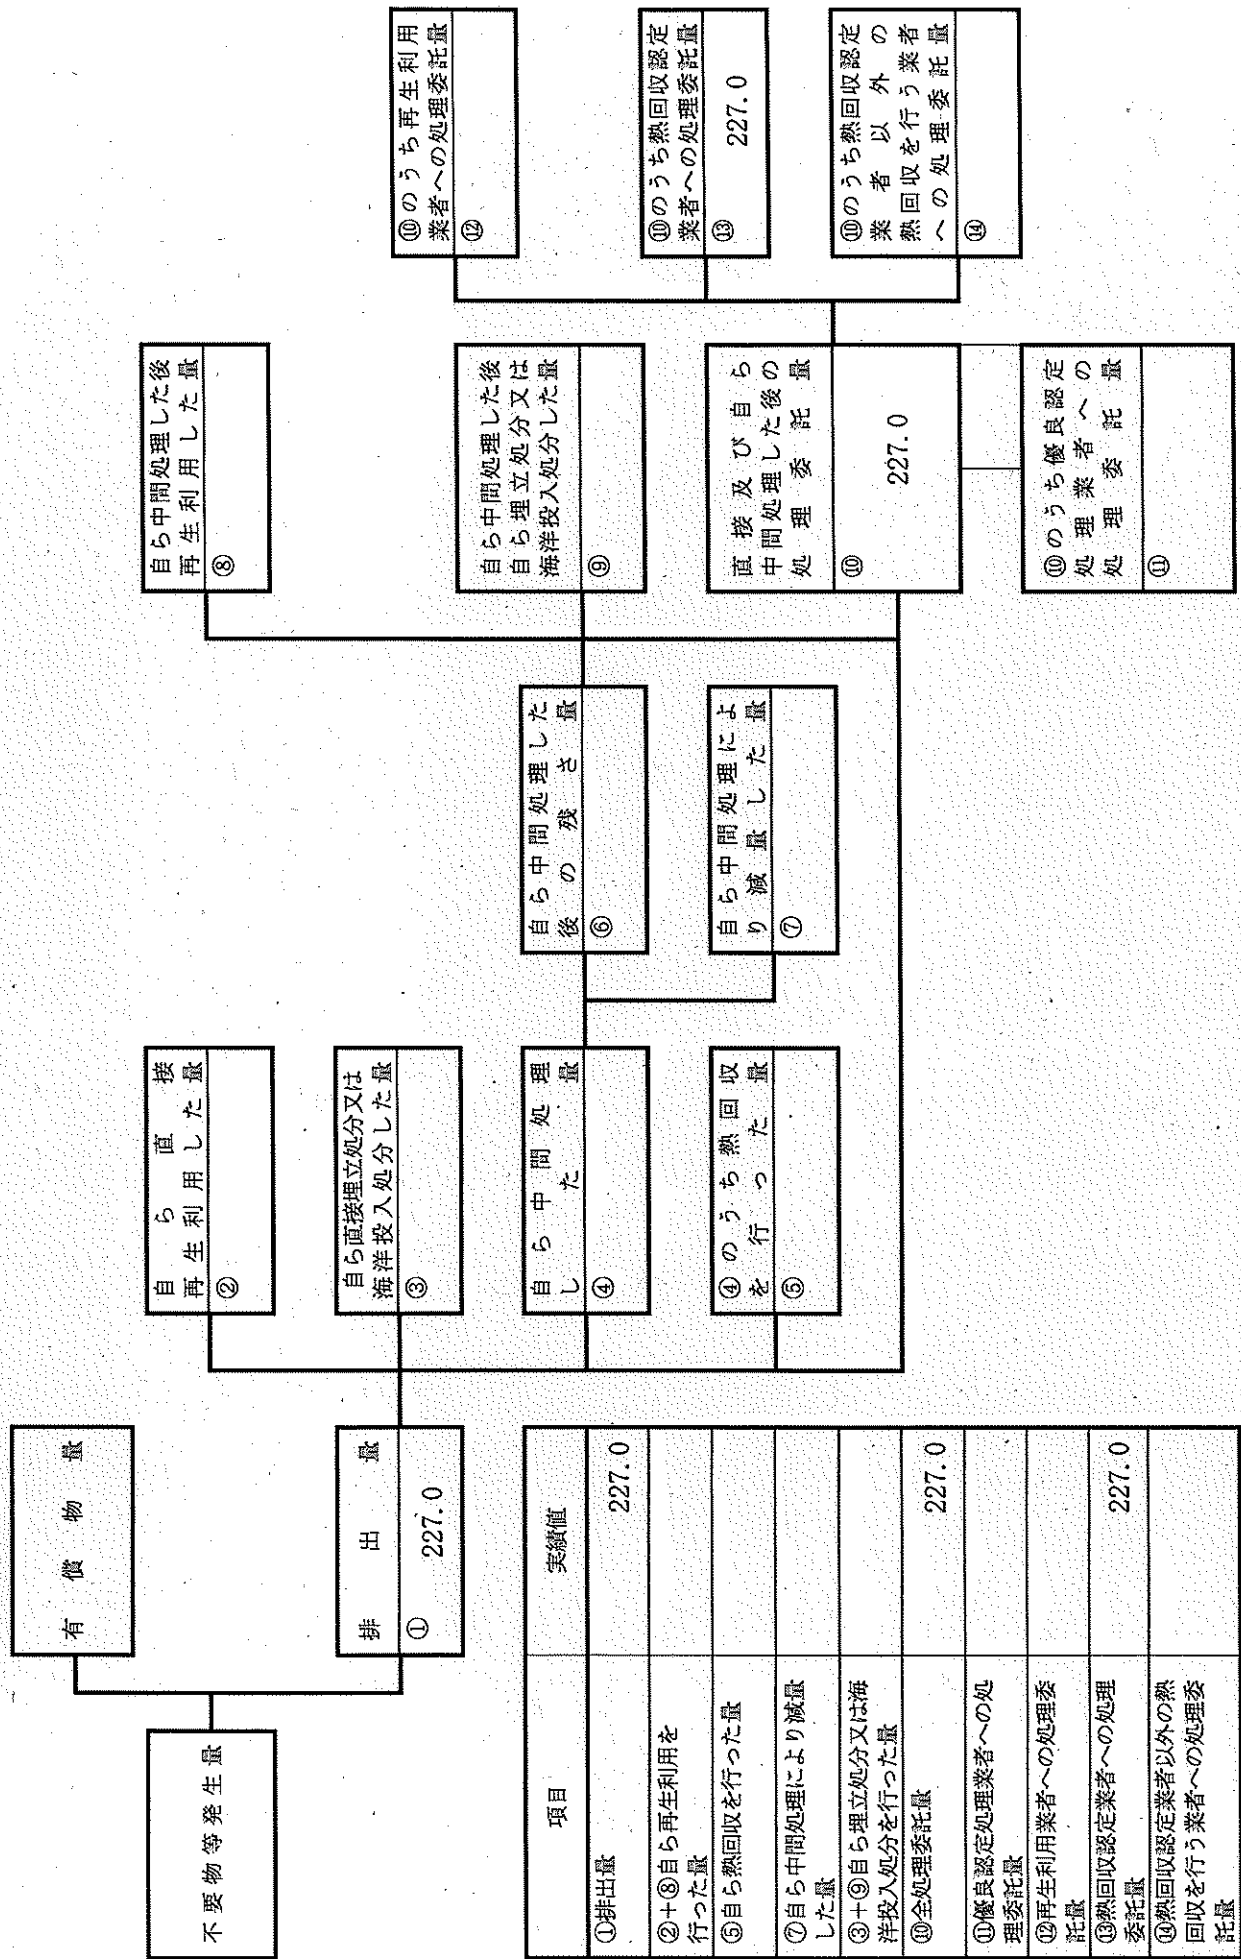 不要物等発生量
有償物量
排出量
① 227.0
自ら直接
再生利用した量
②
自ら直接埋立処分又は
海洋投入処分した量
③
自ら中間処理
した量
④
④のうち熱回収
を行った量
⑤
自ら中間処理した
後の残さ量
⑥
自ら中間処理によ
り減量した量
⑦
自ら中間処理した後
再生利用した量
⑧
自ら中間処理した後
自ら埋立処分又は
海洋投入処分した量
⑨
直接及び自ら
中間処理した後の
処理委託量
⑩
227.0
⑩のうち優良認定
処理業者への
処理委託量
⑪
⑩のうち再生利用
業者への処理委託量
⑫
⑩のうち熱回収認定
業者への処理委託量
⑬ 227.0
⑩のうち熱回収認定
業者以外の
熱回収を行う業者
への処理委託量
⑭
項目 実績値
①排出量 227.0
②+⑧自ら再生利用を
行った量
⑤自ら熱回収を行った量
⑦自ら中間処理により減量
した量
③+⑨自ら埋立処分又は海
洋投入処分を行った量
⑩全処理委託量 227.0
⑪優良認定処理業者への処
理委託量
⑫再生利用業者への処理委
託量
⑬熱回収認定業者への処理
委託量 227.0
⑭熱回収認定業者以外の熱
回収を行う業者への処理委
託量